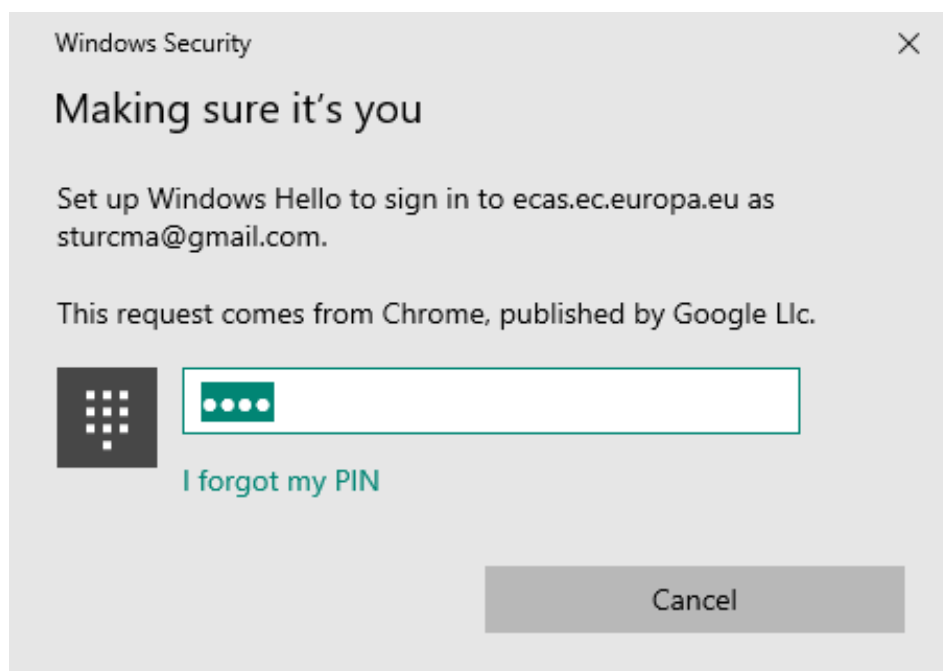 Windows Security
Making sure it's you
Set up Windows Hello to sign in to ecas.ec.europa.eu as
sturcma@gmail.com.
This request comes from Chrome, published by Google Llc.
••••
I forgot my PIN
Cancel